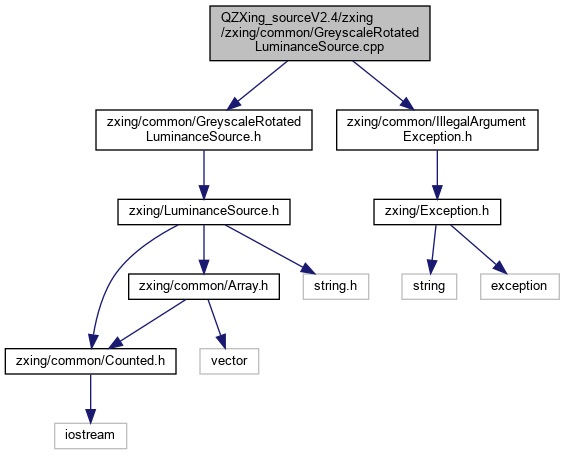 QZXing_sourceV2.4/zxing
/zxing/common/GreyscaleRotated
LuminanceSource.cpp
zxing/common/GreyscaleRotated
LuminanceSource.h
zxing/common/IllegalArgument
Exception.h
zxing/LuminanceSource.h
zxing/Exception.h
zxing/common/Array.h
string.h
string
exception
zxing/common/Counted.h
vector
iostream